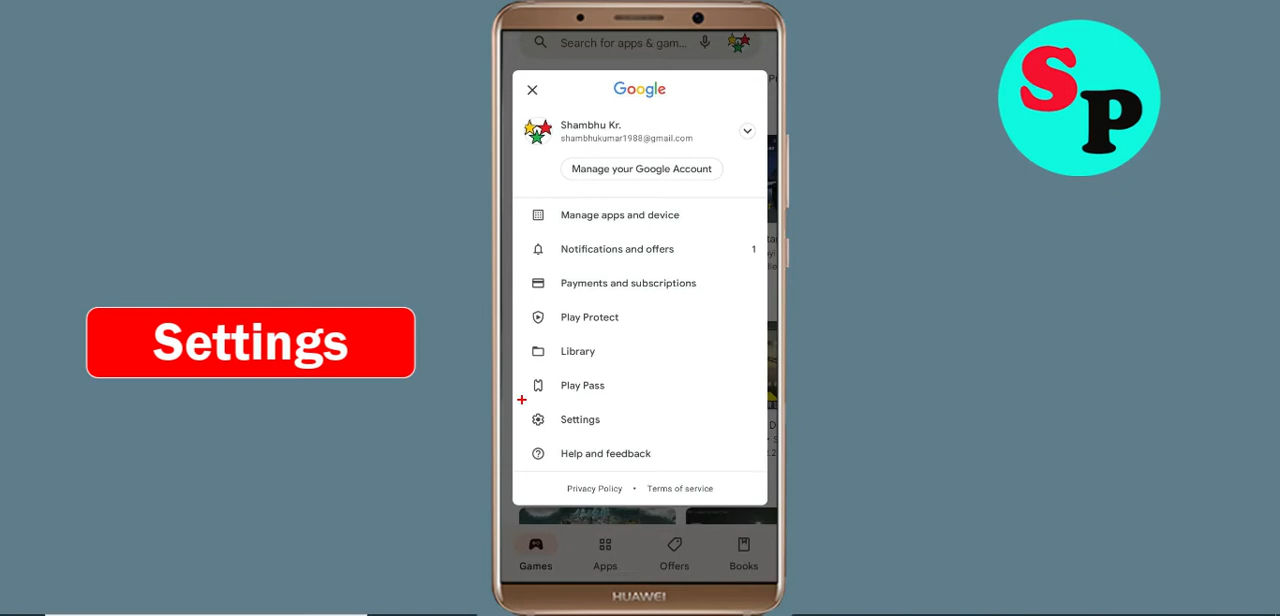 Search for apps & gam...
Google
Shambhu Kr.
shambhukumar1988@gmail.com
Manage your Google Account
Manage apps and device
Notifications and offers 1
Payments and subscriptions
Play Protect
Library
Play Pass
Settings
Help and feedback
Privacy Policy • Terms of service
Games Apps Offers Books
HUAWEI
Settings
SP